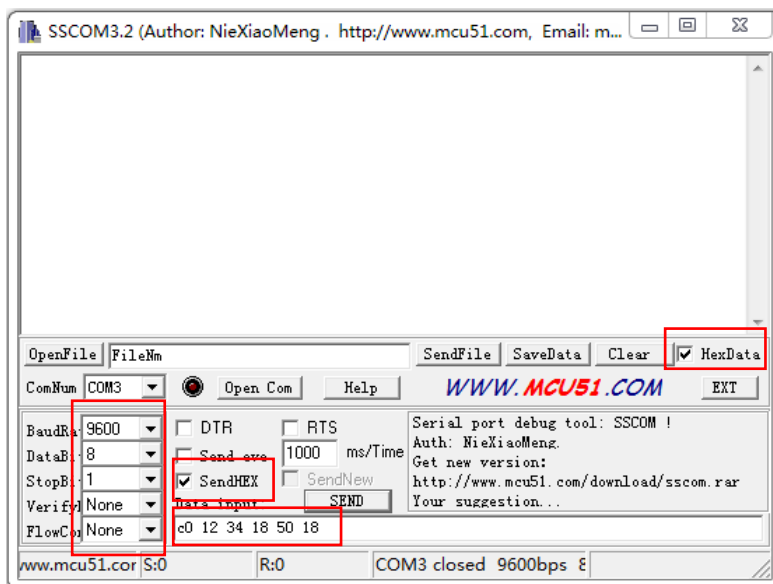 SSCOM3.2 (Author: NieXiaoMeng . http://www.mcu51.com, Email: m...
OpenFile FileNm SendFile SaveData Clear HexData
ComNum COM3 Open Com Help WWW.MCU51.COM EXT
BaudRa 9600 DTR RTS
DataBi 8 Send eve 1000 ms/Time
StopBi 1 SendHEX SendNew
VerifyB None Data input SEND
FlowCo None c0 12 34 18 50 18
Serial port debug tool: SSCOM !
Auth: NieXiaoMeng.
Get new version:
http://www.mcu51.com/download/sscom.rar
Your suggestion...
www.mcu51.cor S:0 R:0 COM3 closed 9600bps 8